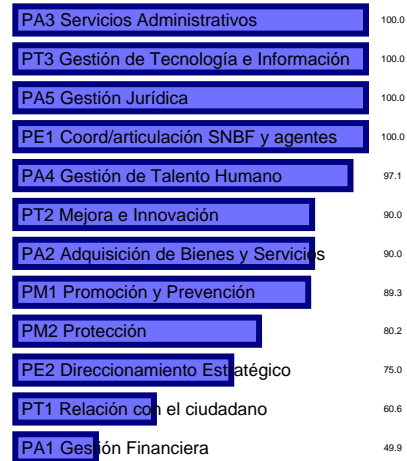 PA3 Servicios Administrativos 100.0
PT3 Gestión de Tecnología e Información 100.0
PA5 Gestión Jurídica 100.0
PE1 Coord/articulación SNBF y agentes 100.0
PA4 Gestión de Talento Humano 97.1
PT2 Mejora e Innovación 90.0
PA2 Adquisición de Bienes y Servicios 90.0
PM1 Promoción y Prevención 89.3
PM2 Protección 80.2
PE2 Direccionamiento Estratégico 75.0
PT1 Relación con el ciudadano 60.6
PA1 Gestión Financiera 49.9